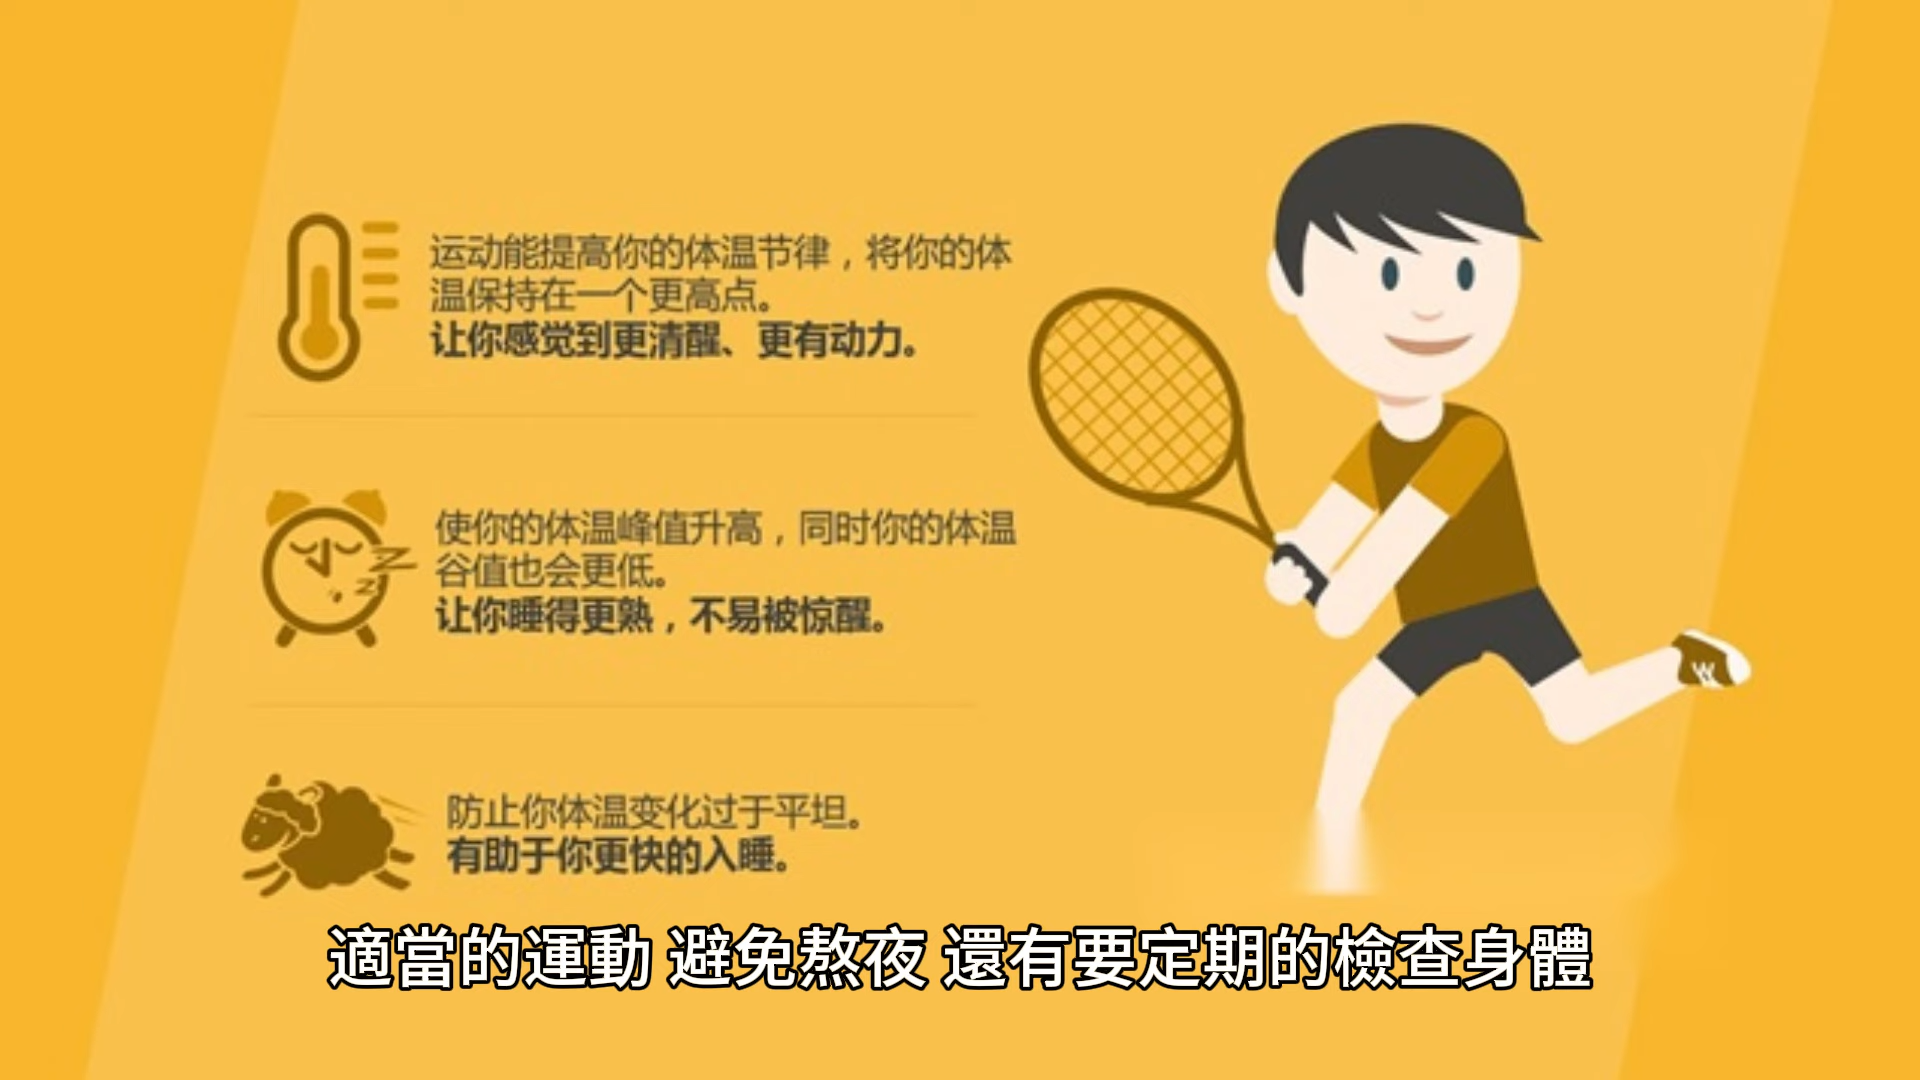 运动能提高你的体温节律，将你的体
温保持在一个更高点。
让你感觉到更清醒、更有动力。
使你的体温峰值升高，同时你的体温
谷值也会更低。
让你睡得更熟，不易被惊醒。
防止你体温变化过于平坦。
有助于你更快的入睡。
適當的運動 避免熬夜 還有要定期的檢查身體